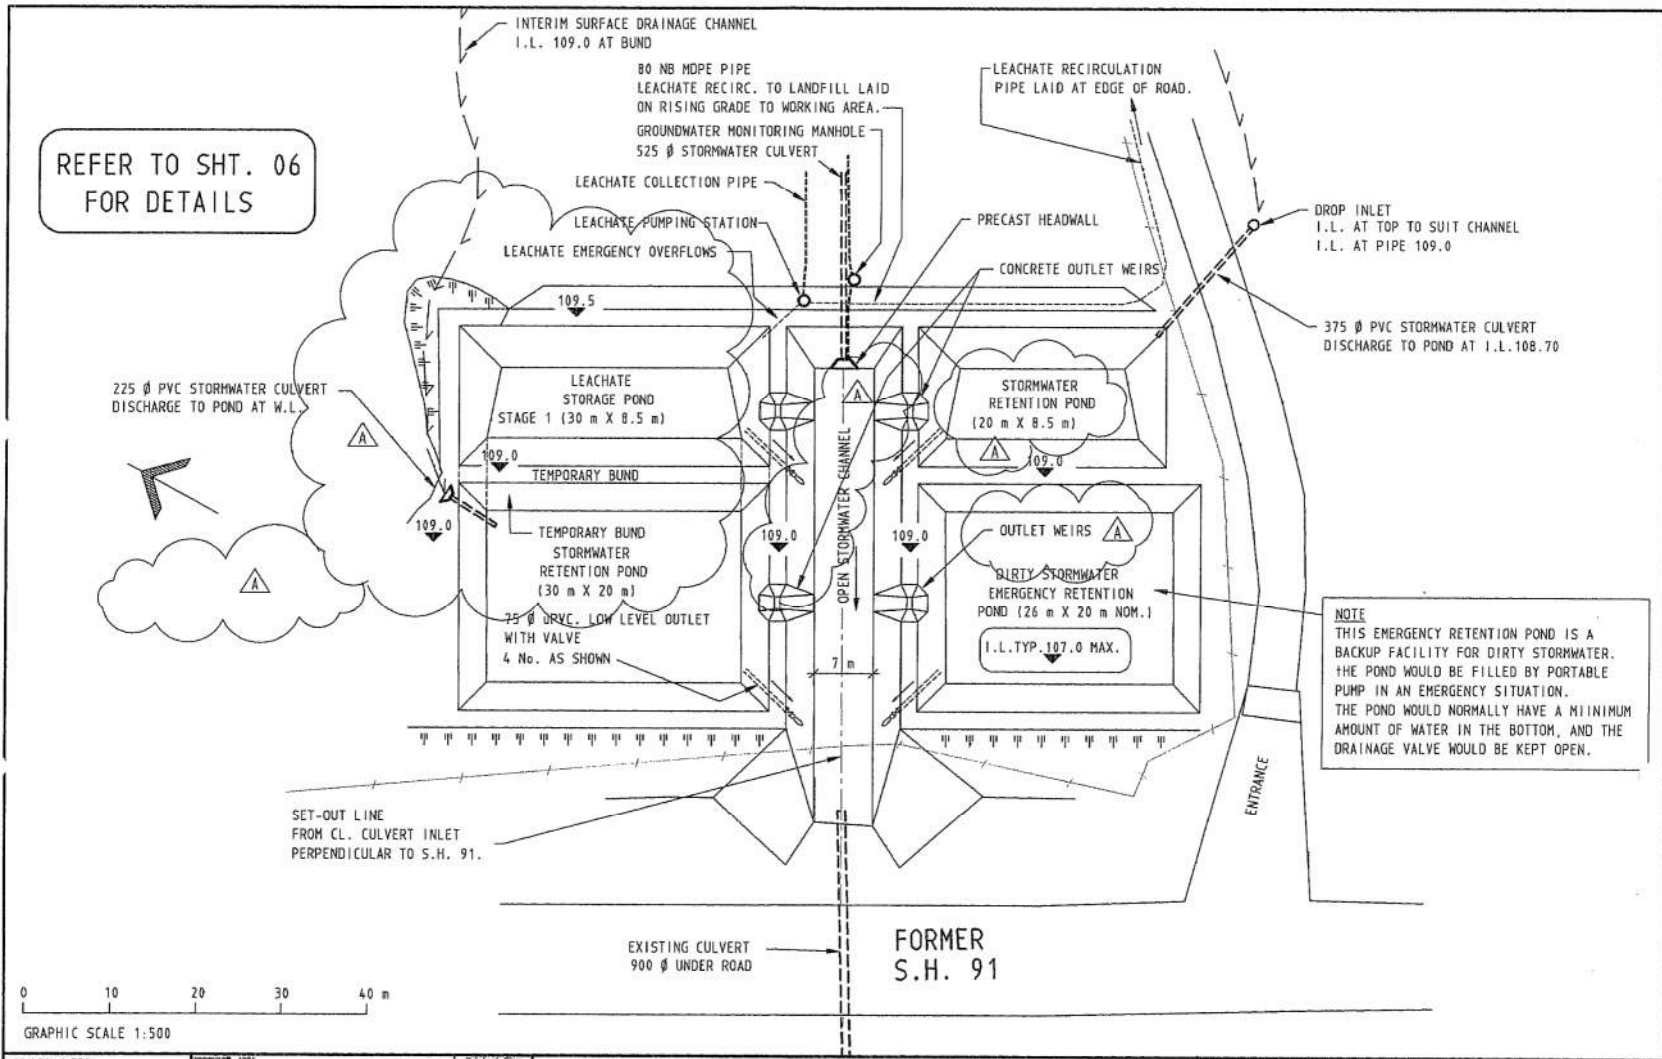 INTERIM SURFACE DRAINAGE CHANNEL
I.L. 109.0 AT BUND
80 NB MDPE PIPE
LEACHATE RECIRC. TO LANDFILL LAID
ON RISING GRADE TO WORKING AREA.
GROUNDWATER MONITORING MANHOLE
525 Ø STORMWATER CULVERT
LEACHATE RECIRCULATION
PIPE LAID AT EDGE OF ROAD.
REFER TO SHT. 06
FOR DETAILS
LEACHATE COLLECTION PIPE
LEACHATE PUMPING STATION
LEACHATE EMERGENCY OVERFLOWS
PRECAST HEADWALL
CONCRETE OUTLET WEIRS
DROP INLET
I.L. AT TOP TO SUIT CHANNEL
I.L. AT PIPE 109.0
109.5
375 Ø PVC STORMWATER CULVERT
DISCHARGE TO POND AT I.L.108.70
225 Ø PVC STORMWATER CULVERT
DISCHARGE TO POND AT W.L.
LEACHATE
STORAGE POND
STAGE 1 (30 m X 8.5 m)
A
STORMWATER
RETENTION POND
(20 m X 8.5 m)
A
A
109.0
109.0
TEMPORARY BUND
OPEN STORMWATER CHANNEL
109.0
TEMPORARY BUND
STORMWATER
RETENTION POND
(30 m X 20 m)
109.0
109.0
OUTLET WEIRS
A
A
DIRTY STORMWATER
EMERGENCY RETENTION
POND (26 m X 20 m NOM.)
I.L.TYP.107.0 MAX.
75 Ø uPVC. LOW LEVEL OUTLET
WITH VALVE
4 No. AS SHOWN
7 m
NOTE
THIS EMERGENCY RETENTION POND IS A
BACKUP FACILITY FOR DIRTY STORMWATER.
THE POND WOULD BE FILLED BY PORTABLE
PUMP IN AN EMERGENCY SITUATION.
THE POND WOULD NORMALLY HAVE A MIINIMUM
AMOUNT OF WATER IN THE BOTTOM, AND THE
DRAINAGE VALVE WOULD BE KEPT OPEN.
ENTRANCE
SET-OUT LINE
FROM CL. CULVERT INLET
PERPENDICULAR TO S.H. 91.
EXISTING CULVERT
900 Ø UNDER ROAD
FORMER
S.H. 91
0 10 20 30 40 m
GRAPHIC SCALE 1:500